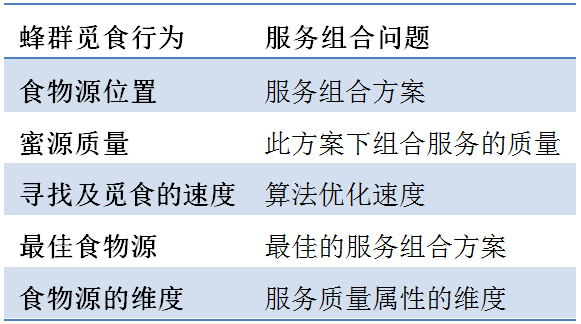 蜂群觅食行为 服务组合问题
食物源位置 服务组合方案
蜜源质量 此方案下组合服务的质量
寻找及觅食的速度 算法优化速度
最佳食物源 最佳的服务组合方案
食物源的维度 服务质量属性的维度